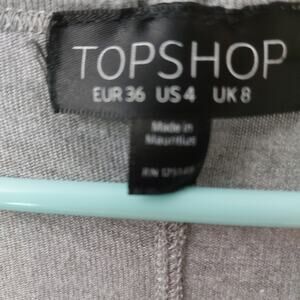 TOPSHOP
EUR 36 US 4 UK 8
Made in
Mauritius